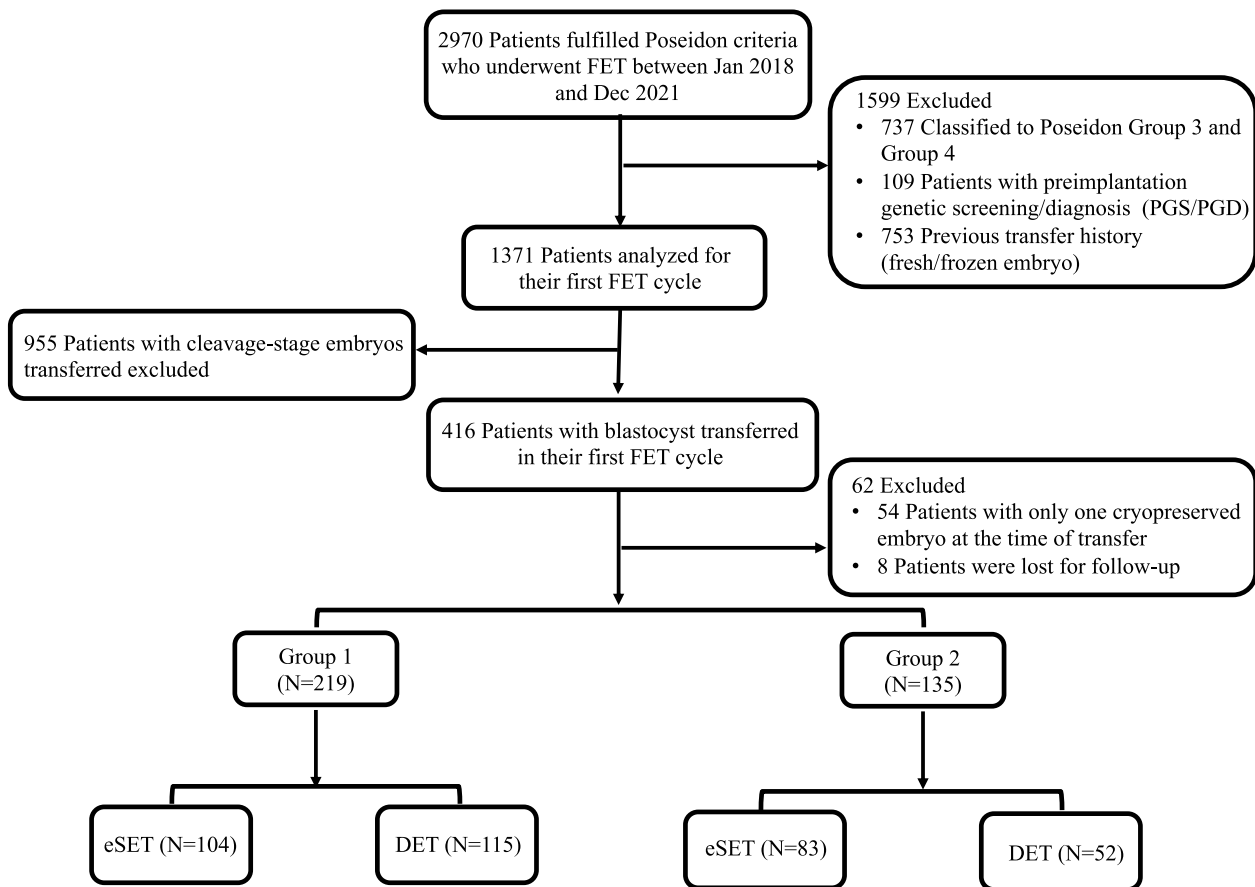 2970 Patients fulfilled Poseidon criteria
who underwent FET between Jan 2018
and Dec 2021
1599 Excluded
• 737 Classified to Poseidon Group 3 and
Group 4
• 109 Patients with preimplantation
genetic screening/diagnosis (PGS/PGD)
• 753 Previous transfer history
(fresh/frozen embryo)
1371 Patients analyzed for
their first FET cycle
955 Patients with cleavage-stage embryos
transferred excluded
416 Patients with blastocyst transferred
in their first FET cycle
62 Excluded
• 54 Patients with only one cryopreserved
embryo at the time of transfer
• 8 Patients were lost for follow-up
Group 1
(N=219)
Group 2
(N=135)
eSET (N=104)
DET (N=115)
eSET (N=83)
DET (N=52)